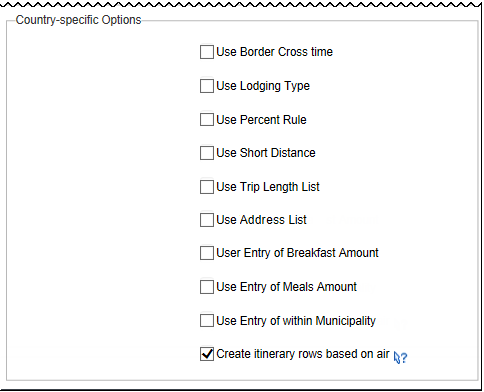 Country-specific Options
Use Border Cross time
Use Lodging Type
Use Percent Rule
Use Short Distance
Use Trip Length List
Use Address List
User Entry of Breakfast Amount
Use Entry of Meals Amount
Use Entry of within Municipality
Create itinerary rows based on air ?